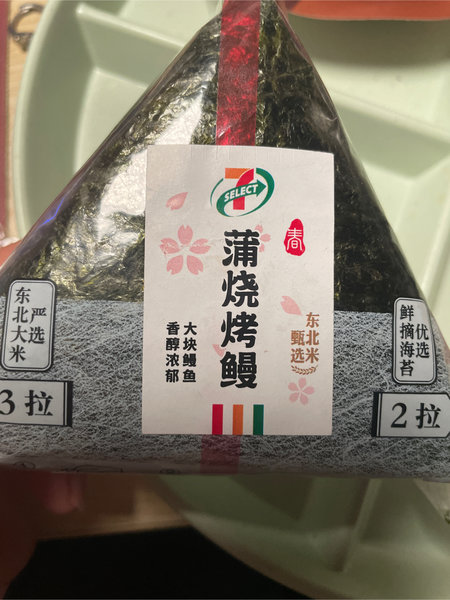 7
SELECT
春
蒲烧烤鳗
大块鳗鱼
香醇浓郁
东北米
甄选
严选
东北大米
3 拉
优选
鲜摘海苔
2 拉